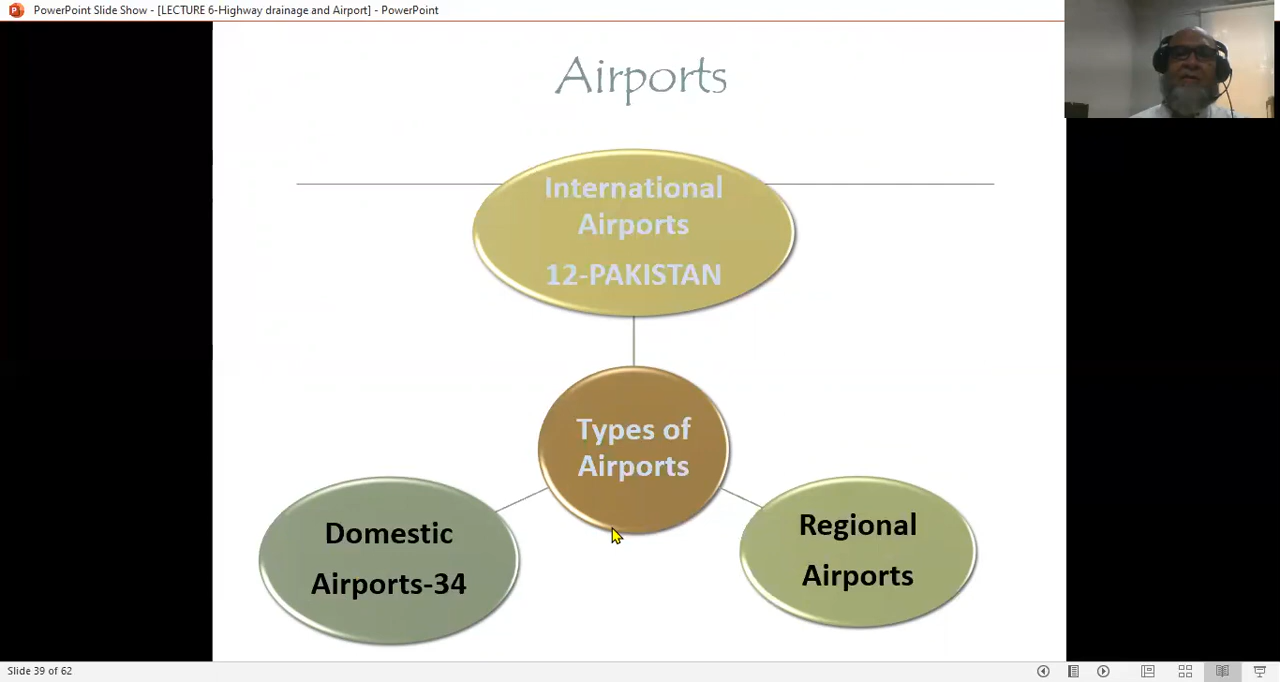 PowerPoint Slide Show - [LECTURE 6-Highway drainage and Airport] - PowerPoint
Airports
International
Airports
12-PAKISTAN
Types of
Airports
Domestic
Airports-34
Regional
Airports
Slide 39 of 62